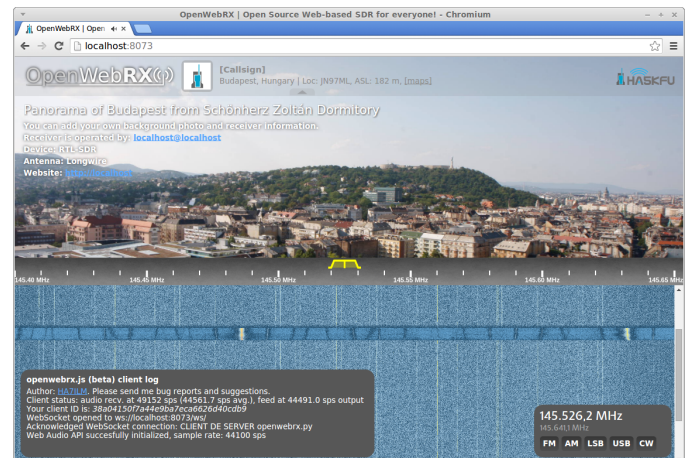 OpenWebRX | Open Source Web-based SDR for everyone! - Chromium
OpenWebRX | Open
localhost:8073
OpenWebRX
[Callsign]
Budapest, Hungary | Loc: JN97ML, ASL: 182 m, [maps]
HA5KFU
Panorama of Budapest from Schönherz Zoltán Dormitory
You can add your own background photo and receiver information.
Receiver is operated by: localhost@localhost
Device: RTL-SDR
Antenna: Longwire
Website: http://localhost
145.40 MHz 145.45 MHz 145.50 MHz 145.55 MHz 145.60 MHz 145.65 MHz
openwebrx.js (beta) client log
Author: HA7ILM. Please send me bug reports and suggestions.
Client status: audio recv. at 49152 sps (44561.7 sps avg.), feed at 44491.0 sps output
Your client ID is: 38a04150f7a44e9ba7eca6626d40cdb9
WebSocket opened to ws://localhost:8073/ws/
Acknowledged WebSocket connection: CLIENT DE SERVER openwebrx.py
Web Audio API succesfully initialized, sample rate: 44100 sps
145.526,2 MHz
145.641,1 MHz
FM AM LSB USB CW